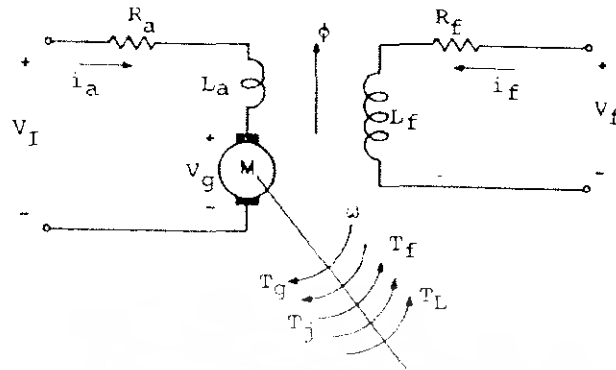 R_a
ϕ
R_f
+
i_a
L_a
L_f
i_f
+
V_I
V_f
+
V_g
M
-
-
-
ω
T_g
T_f
T_j
T_L